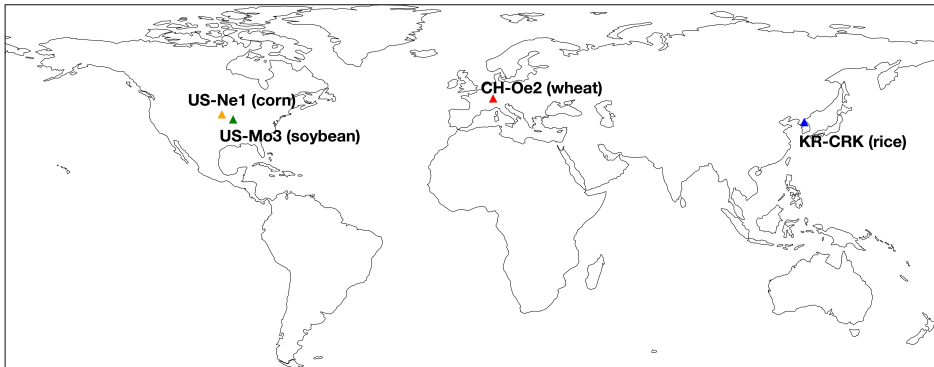 CH-Oe2 (wheat)
US-Ne1 (corn)
US-Mo3 (soybean)
KR-CRK (rice)